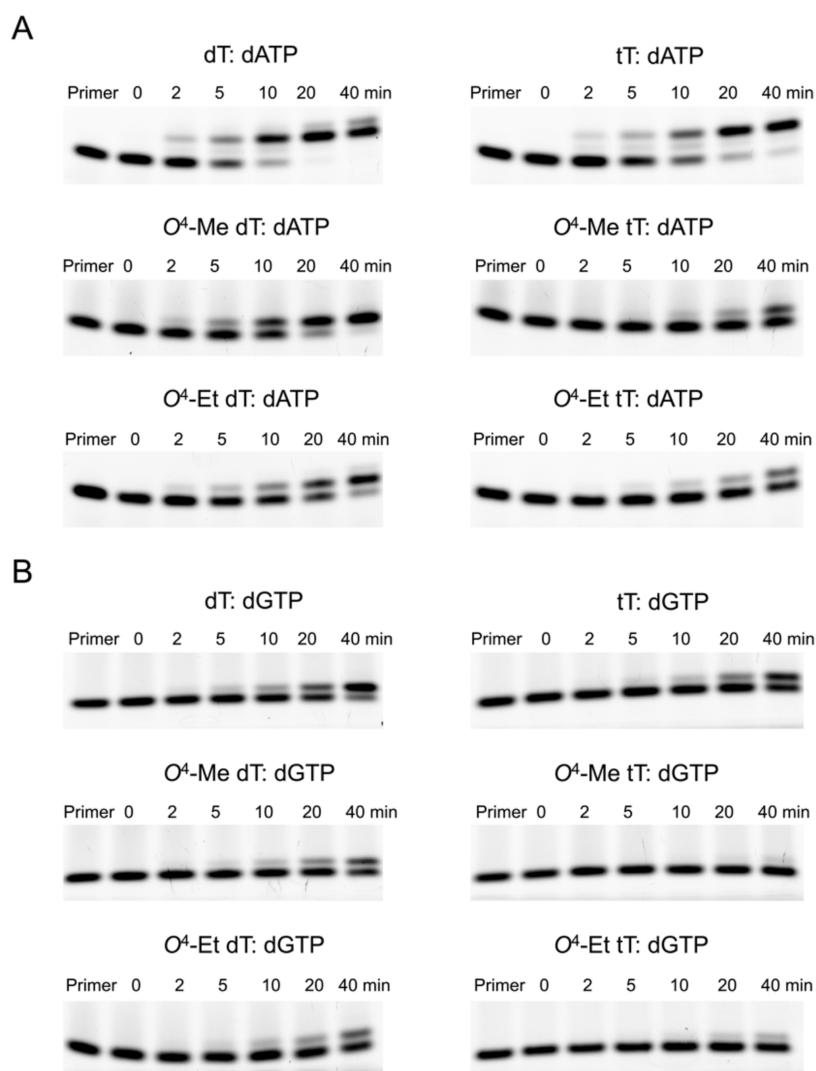 A
dT: dATP
tT: dATP
Primer 0 2 5 10 20 40 min
Primer 0 2 5 10 20 40 min
O⁴-Me dT: dATP
O⁴-Me tT: dATP
Primer 0 2 5 10 20 40 min
Primer 0 2 5 10 20 40 min
O⁴-Et dT: dATP
O⁴-Et tT: dATP
Primer 0 2 5 10 20 40 min
Primer 0 2 5 10 20 40 min
B
dT: dGTP
tT: dGTP
Primer 0 2 5 10 20 40 min
Primer 0 2 5 10 20 40 min
O⁴-Me dT: dGTP
O⁴-Me tT: dGTP
Primer 0 2 5 10 20 40 min
Primer 0 2 5 10 20 40 min
O⁴-Et dT: dGTP
O⁴-Et tT: dGTP
Primer 0 2 5 10 20 40 min
Primer 0 2 5 10 20 40 min